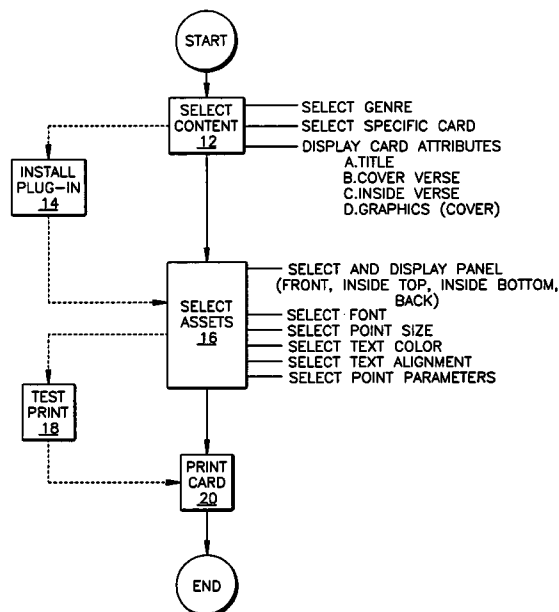 START
SELECT
CONTENT
12
SELECT GENRE
SELECT SPECIFIC CARD
DISPLAY CARD ATTRIBUTES
A.TITLE
B.COVER VERSE
C.INSIDE VERSE
D.GRAPHICS (COVER)
INSTALL
PLUG-IN
14
SELECT
ASSETS
16
SELECT AND DISPLAY PANEL
(FRONT, INSIDE TOP, INSIDE BOTTOM,
BACK)
SELECT FONT
SELECT POINT SIZE
SELECT TEXT COLOR
SELECT TEXT ALIGNMENT
SELECT POINT PARAMETERS
TEST
PRINT
18
PRINT
CARD
20
END